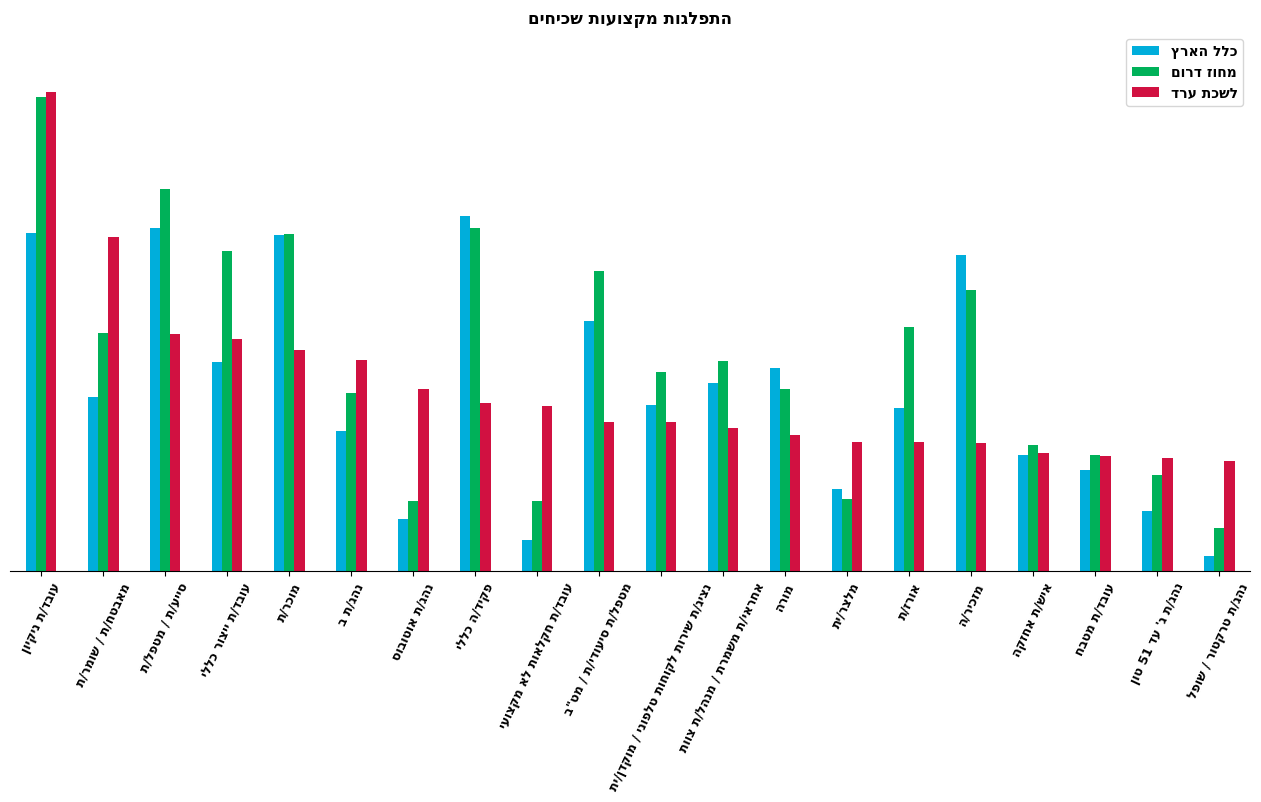 התפלגות מקצועות שכיחים
כלל הארץ
מחוז דרום
לשכת ערד
עובד/ת ניקיון
מאבטח/ת / שומר/ת
סייע/ת / מטפל/ת
עובד/ת ייצור כללי
מוכר/ת
נהג/ת ב
נהג/ת אוטובוס
פקיד/ה כללי
עובד/ת חקלאות לא מקצועי
מטפל/ת סיעודי/ת / מט"ב
נציג/ת שירות לקוחות טלפוני / מוקדן/ית
אחראי/ת משמרת / מנהל/ת צוות
מורה
מלצר/ית
אורז/ת
מזכיר/ה
איש/ת אחזקה
עובד/ת מטבח
נהג/ת ג' עד 51 טון
נהג/ת טרקטור / שופל